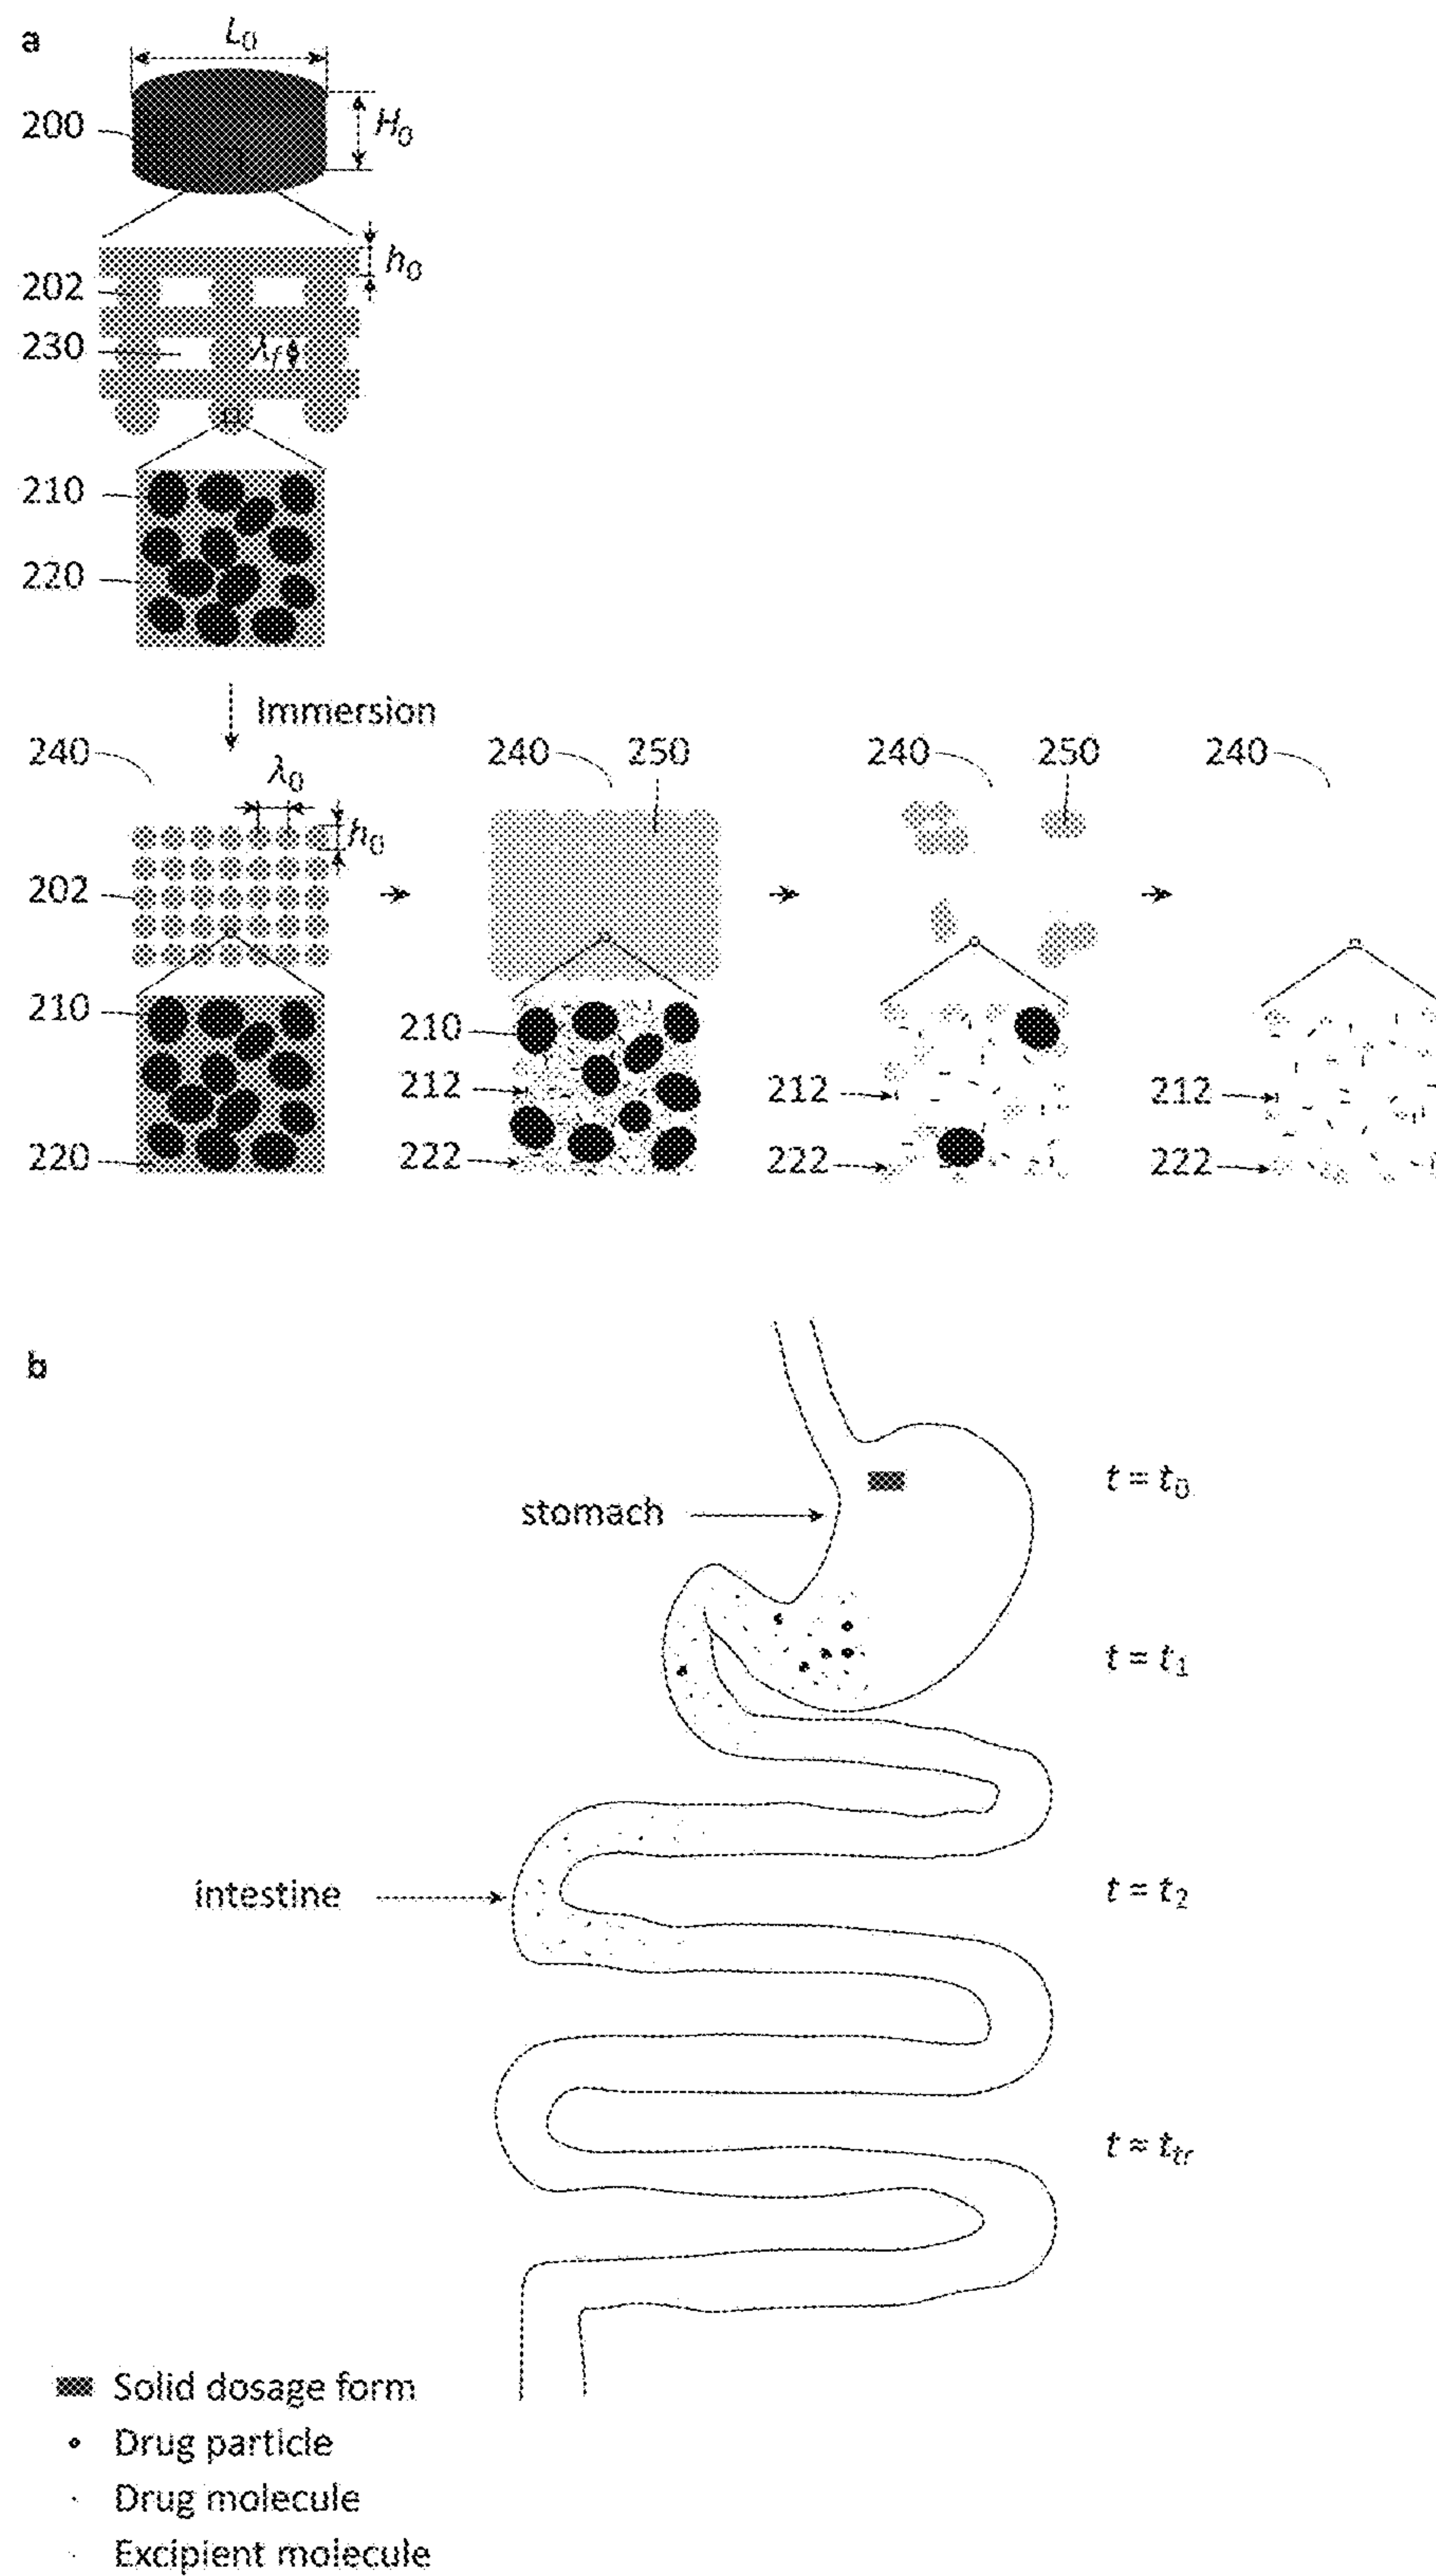 a
L0
200
H0
h0
202
230
λf
210
220
Immersion
240
240
250
240
250
240
λ0
h0
202
210
210
212
212
212
220
222
222
222
b
t = t0
stomach
t = t1
intestine
t = t2
t = ttr
Solid dosage form
Drug particle
Drug molecule
Excipient molecule